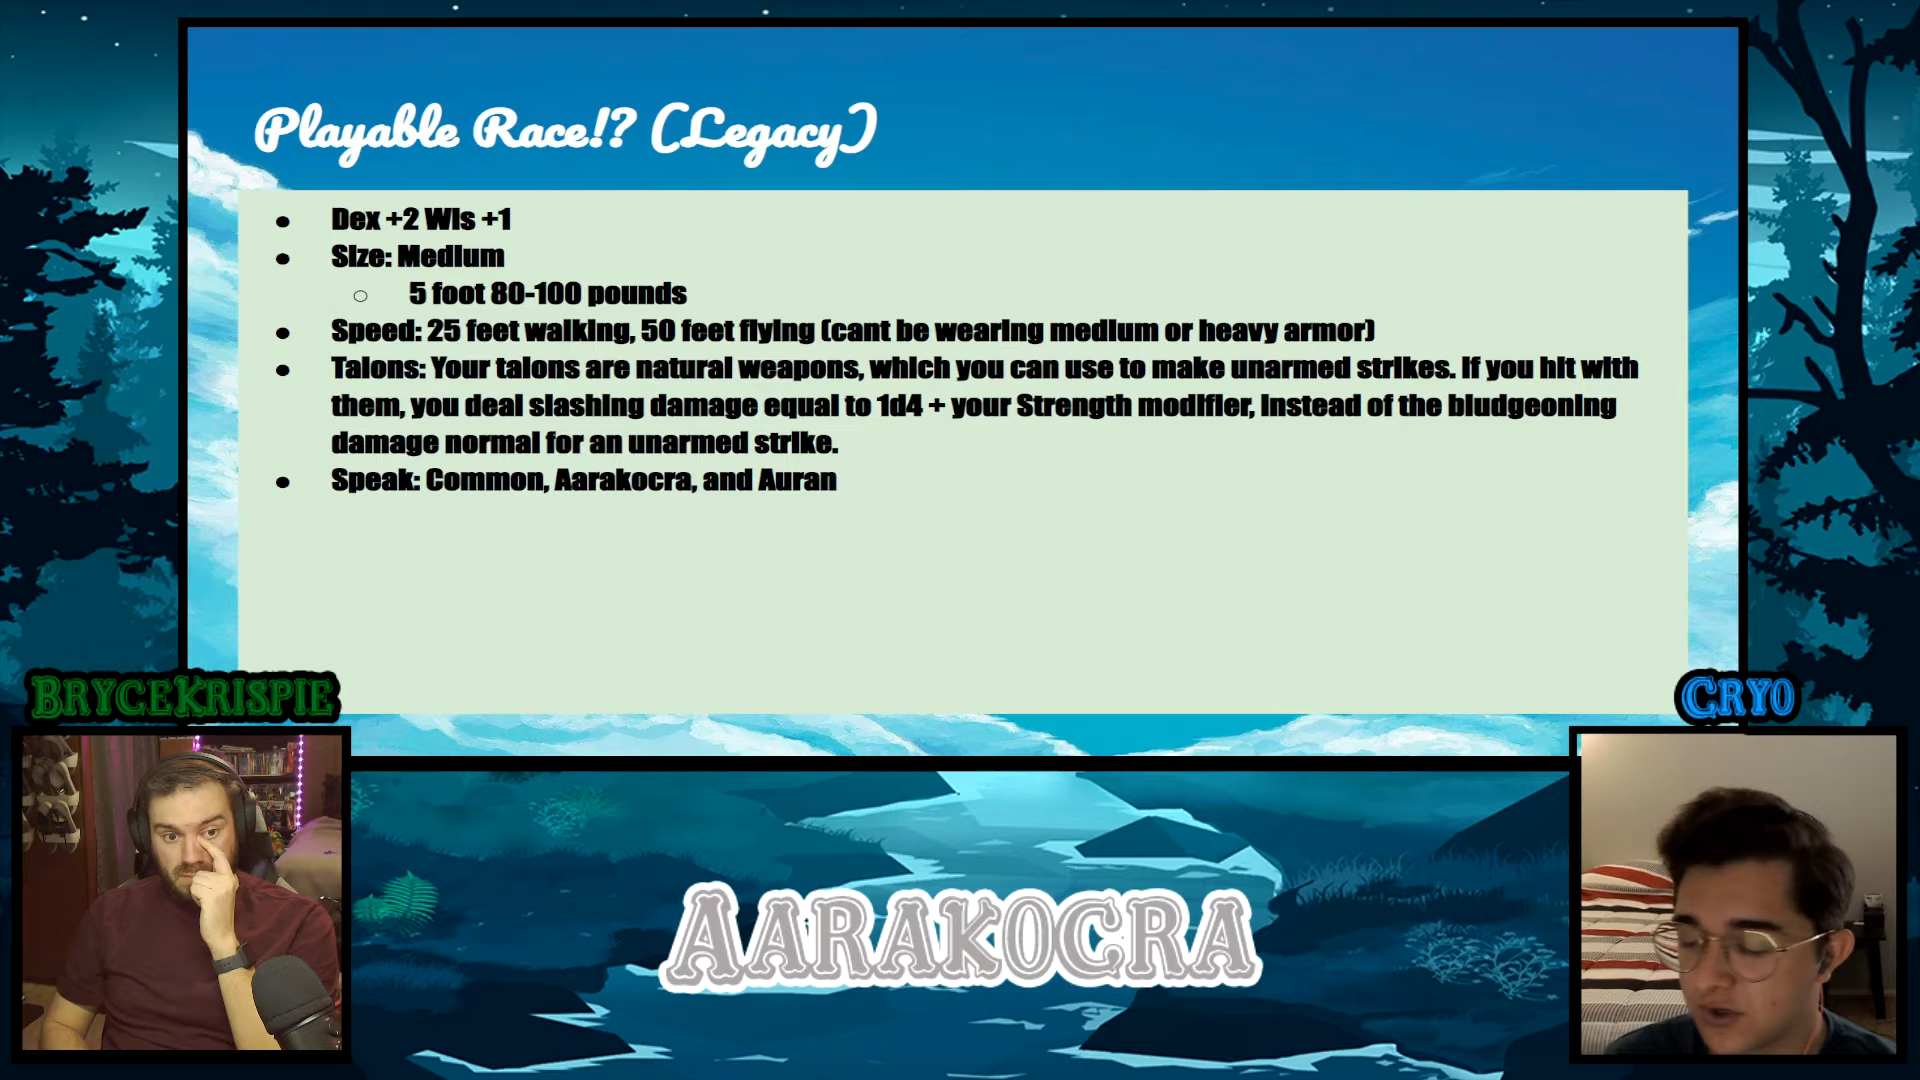 Playable Race!? (Legacy)
● Dex +2 Wis +1
● Size: Medium
○ 5 foot 80-100 pounds
● Speed: 25 feet walking, 50 feet flying (cant be wearing medium or heavy armor)
● Talons: Your talons are natural weapons, which you can use to make unarmed strikes. If you hit with
them, you deal slashing damage equal to 1d4 + your Strength modifier, instead of the bludgeoning
damage normal for an unarmed strike.
● Speak: Common, Aarakocra, and Auran
BryceKrispie
Cryo
Aarakocra